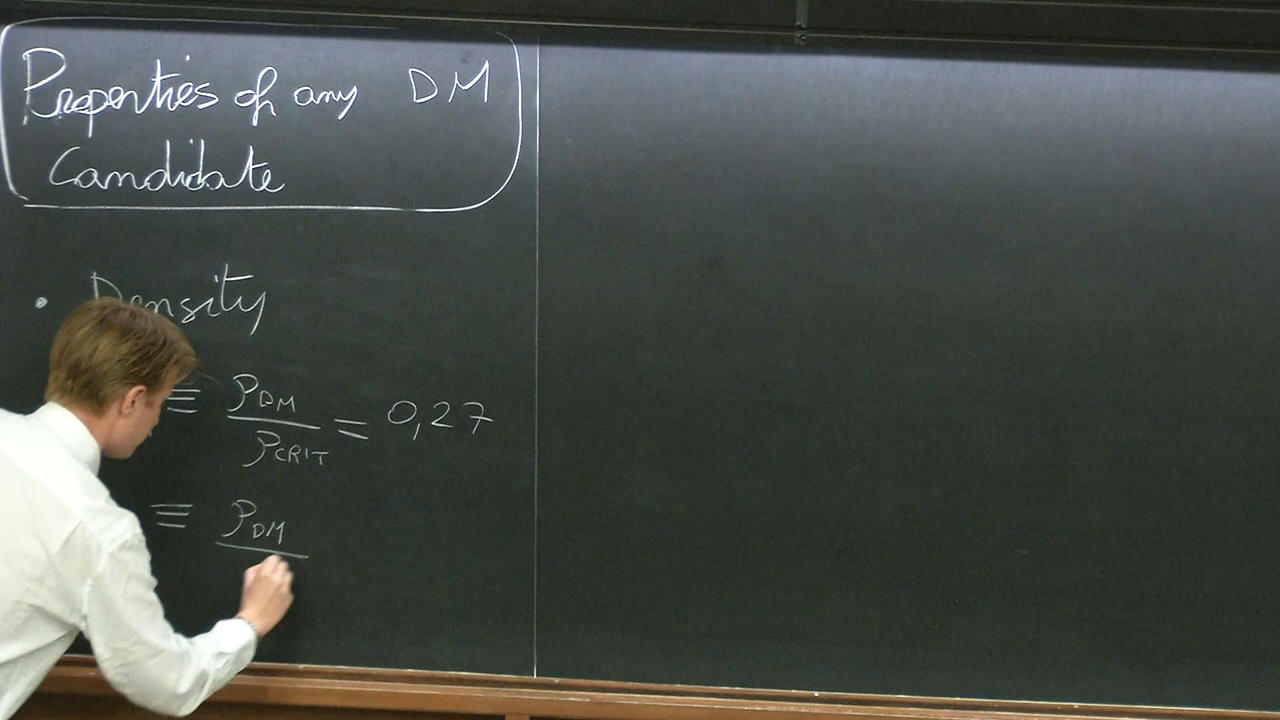 Properties of any DM
Candidate
• Density
≡ ρDM / ρCRIT = 0,27
≡ ρDM